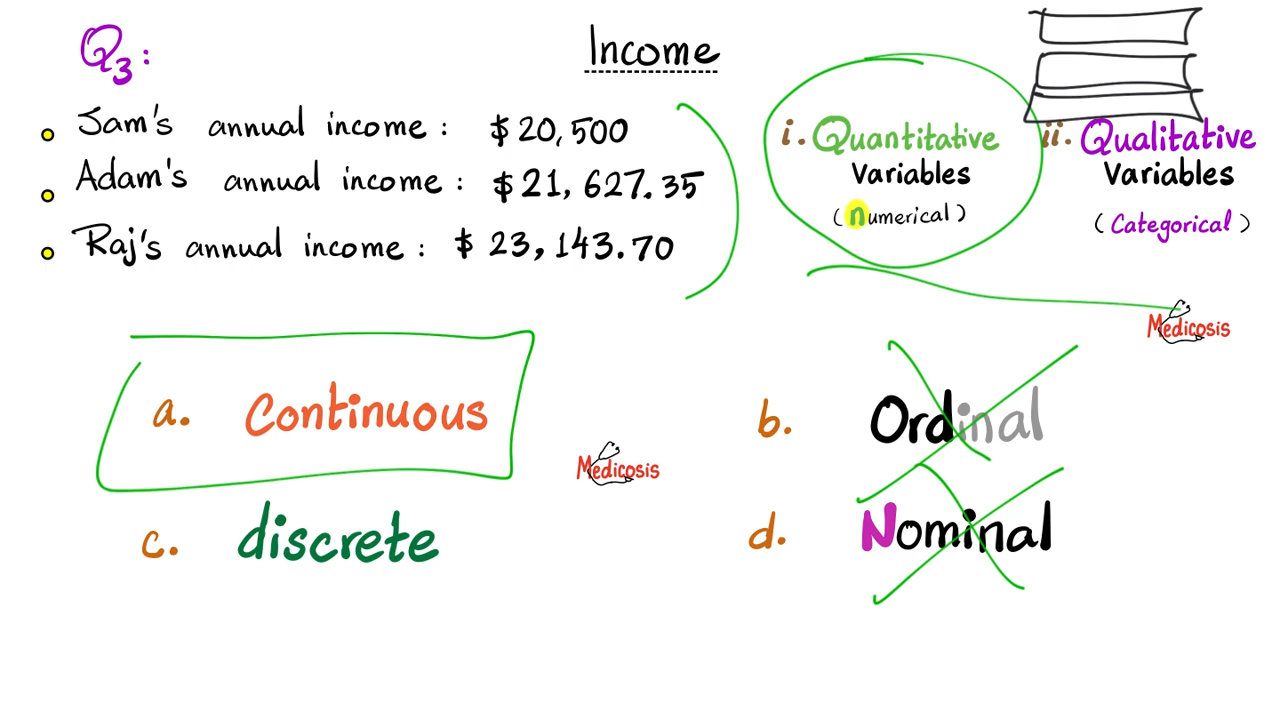 Q3:
Income
Sam's annual income: $20,500
Adam's annual income: $21,627.35
Raj's annual income: $23,143.70
i. Quantitative
Variables
(numerical)
ii. Qualitative
Variables
(Categorical)
Medicosis
a. Continuous
b. Ordinal
Medicosis
c. discrete
d. Nominal